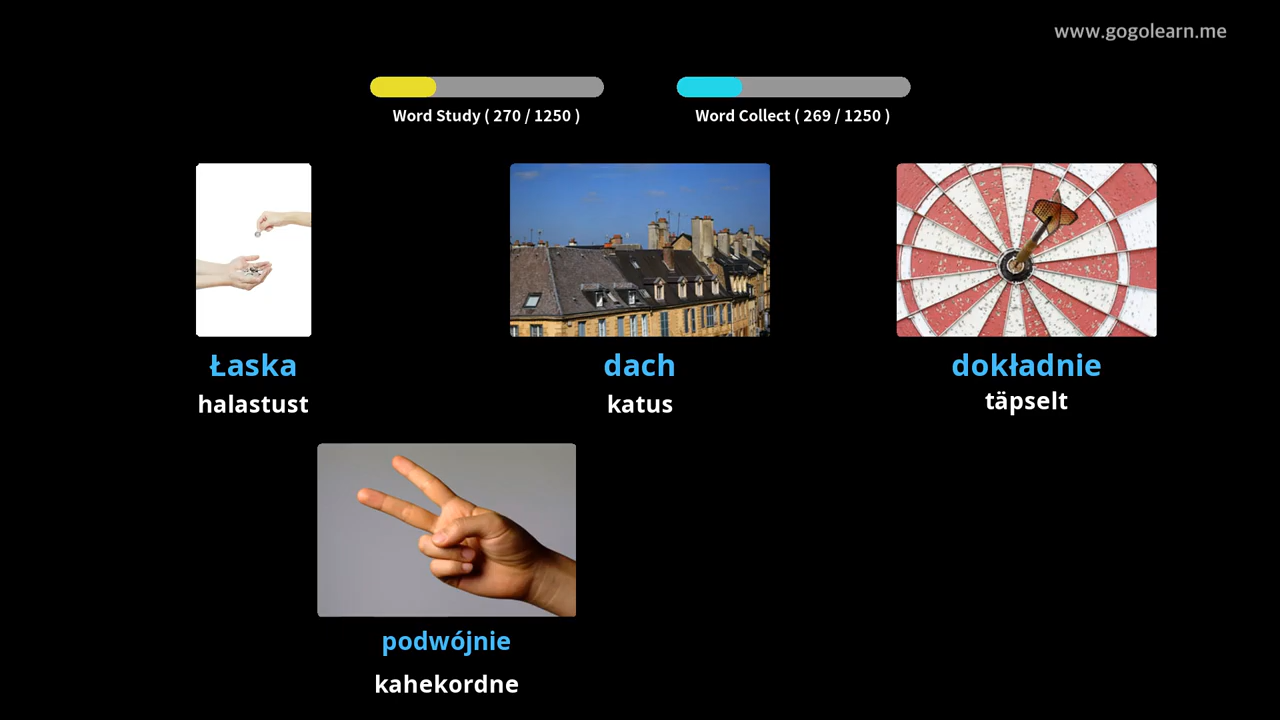 www.gogolearn.me
Word Study ( 270 / 1250 )
Word Collect ( 269 / 1250 )
Łaska
halastust
dach
katus
dokładnie
täpselt
podwójnie
kahekordne